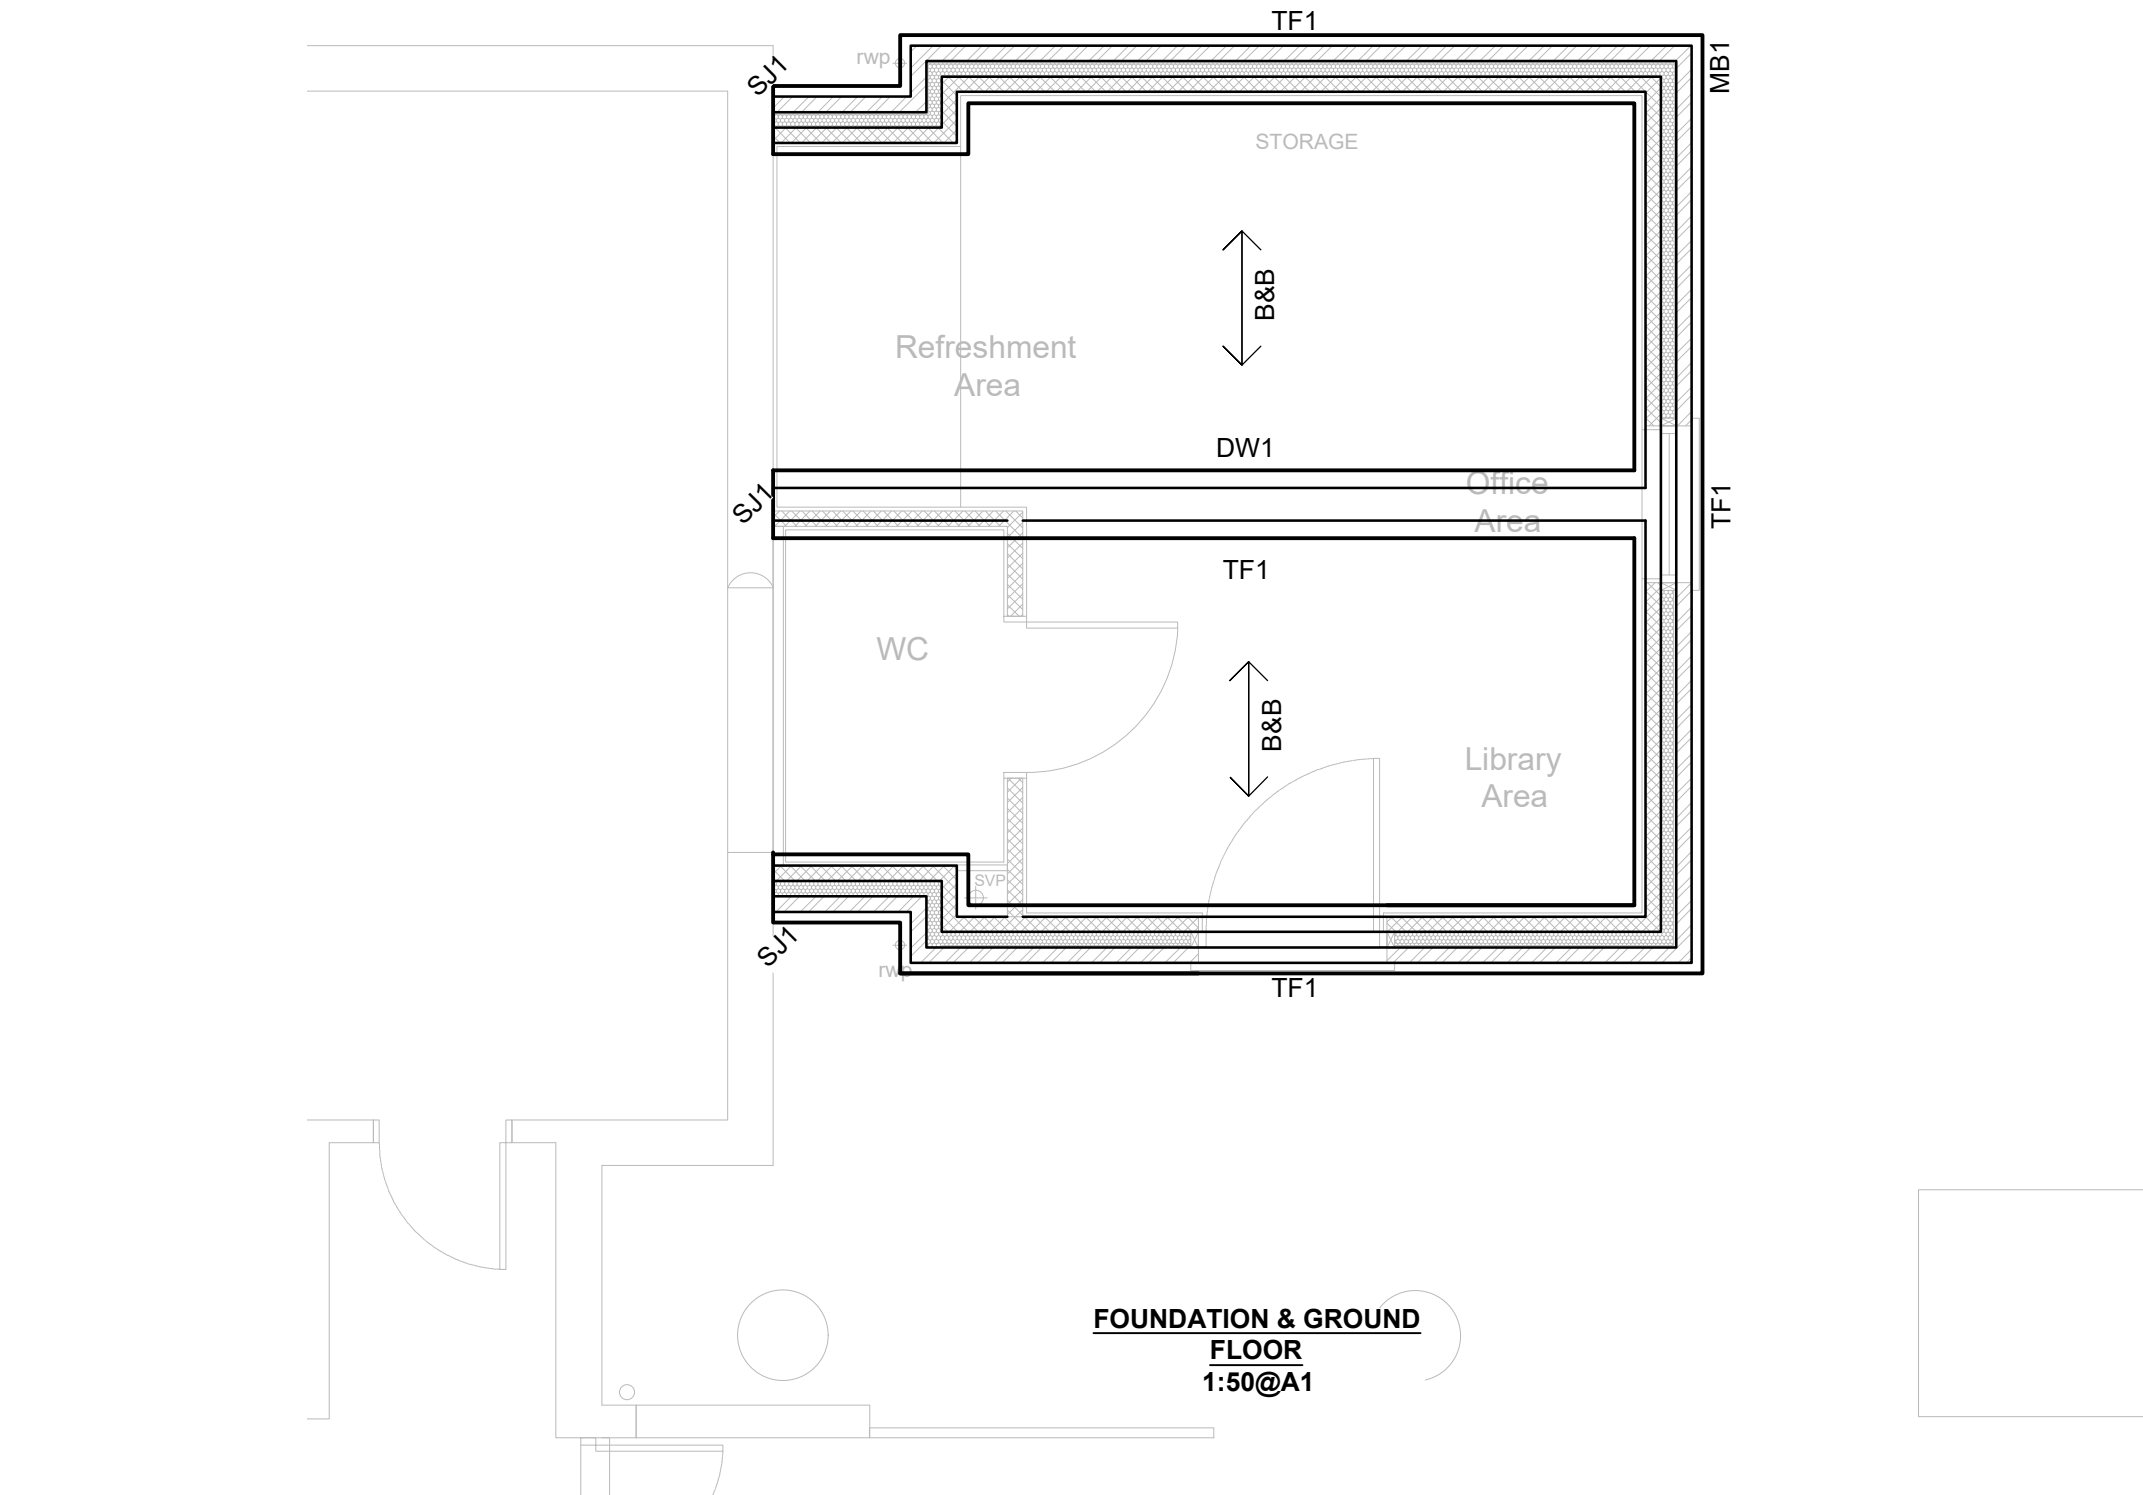 TF1
MB1
rwp
SJ1
STORAGE
B&B
Refreshment
Area
DW1
Office
Area
SJ1
TF1
TF1
WC
B&B
Library
Area
SVP
SJ1
rwp
TF1
FOUNDATION & GROUND
FLOOR
1:50@A1